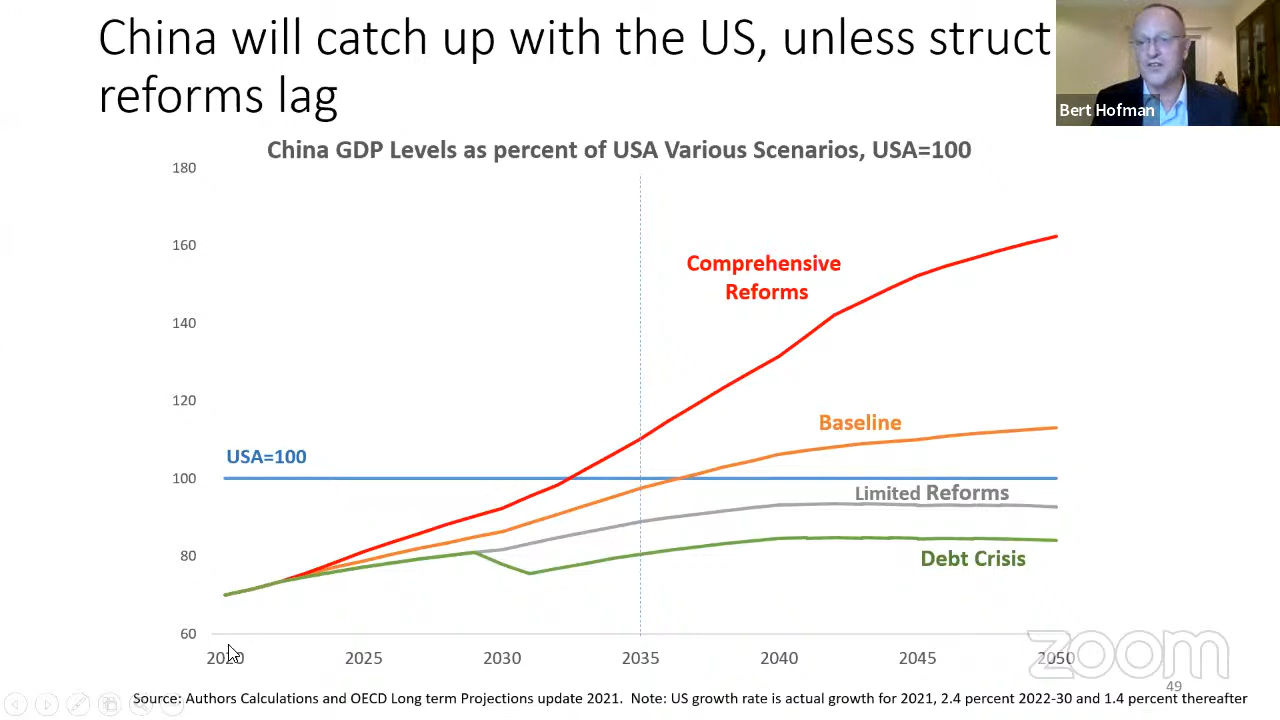 China will catch up with the US, unless struct
reforms lag
Bert Hofman
China GDP Levels as percent of USA Various Scenarios, USA=100
180
160
140
120
100
80
60
Comprehensive
Reforms
Baseline
USA=100
Limited Reforms
Debt Crisis
2020
2025
2030
2035
2040
2045
2050
zoom
49
Source: Authors Calculations and OECD Long term Projections update 2021. Note: US growth rate is actual growth for 2021, 2.4 percent 2022-30 and 1.4 percent thereafter